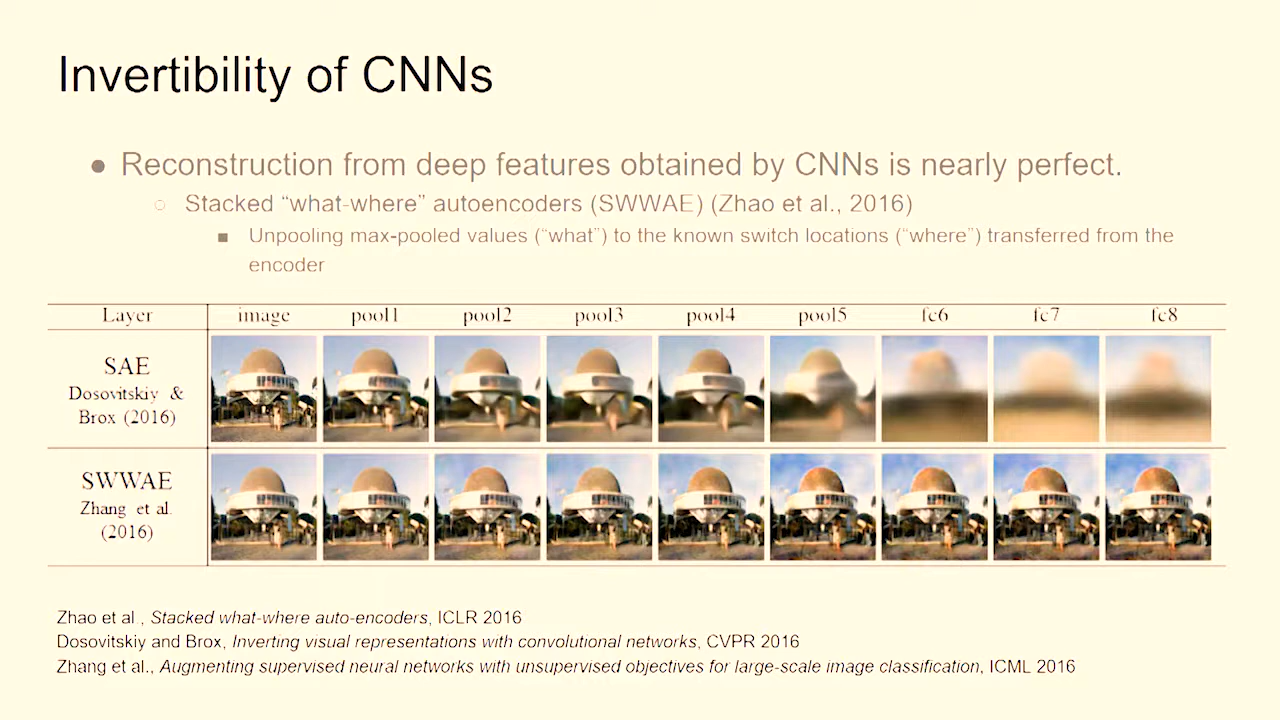 Invertibility of CNNs
● Reconstruction from deep features obtained by CNNs is nearly perfect.
○ Stacked “what-where” autoencoders (SWWAE) (Zhao et al., 2016)
■ Unpooling max-pooled values (“what”) to the known switch locations (“where”) transferred from the
encoder
Layer image pool1 pool2 pool3 pool4 pool5 fc6 fc7 fc8
SAE
Dosovitskiy &
Brox (2016)
SWWAE
Zhang et al.
(2016)
Zhao et al., Stacked what-where auto-encoders, ICLR 2016
Dosovitskiy and Brox, Inverting visual representations with convolutional networks, CVPR 2016
Zhang et al., Augmenting supervised neural networks with unsupervised objectives for large-scale image classification, ICML 2016